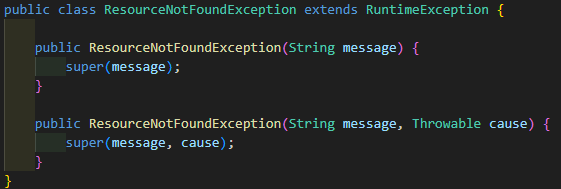 public class ResourceNotFoundException extends RuntimeException {
public ResourceNotFoundException(String message) {
super(message);
}
public ResourceNotFoundException(String message, Throwable cause) {
super(message, cause);
}
}